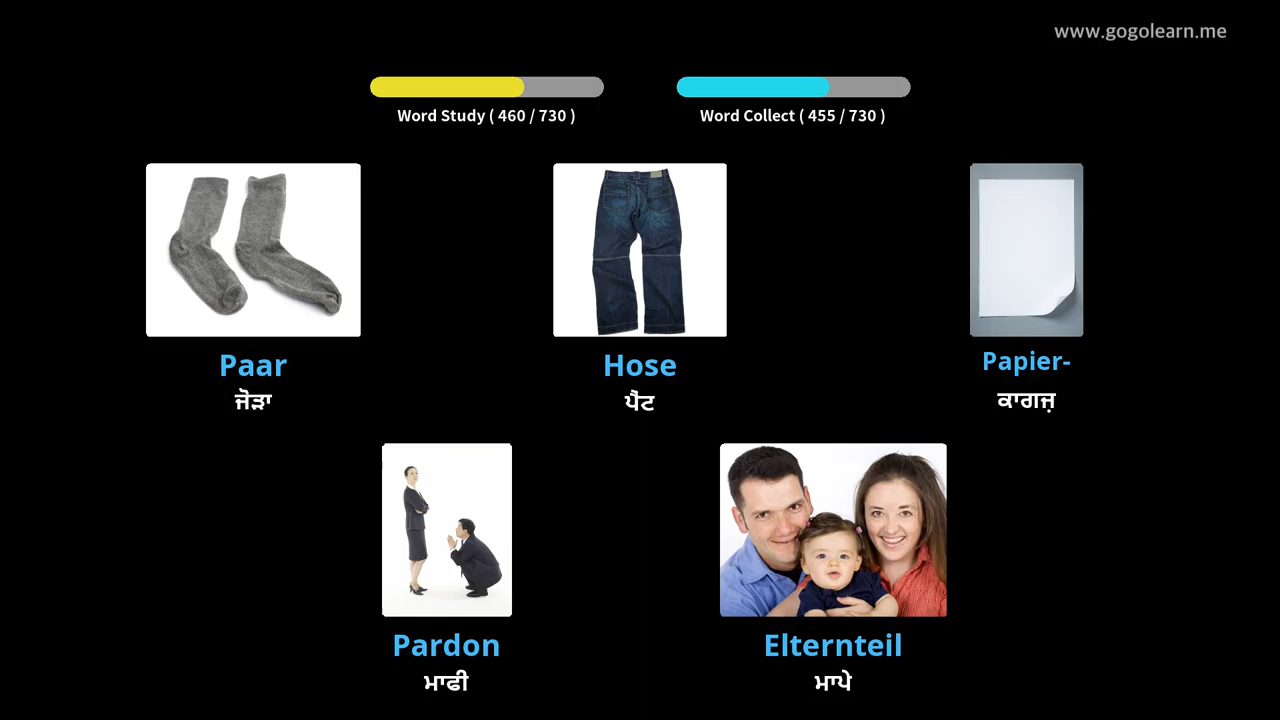 www.gogolearn.me
Word Study ( 460 / 730 )
Word Collect ( 455 / 730 )
Paar
ਜੋੜਾ
Hose
ਪੈਂਟ
Papier-
ਕਾਗਜ਼
Pardon
ਮਾਫੀ
Elternteil
ਮਾਪੇ